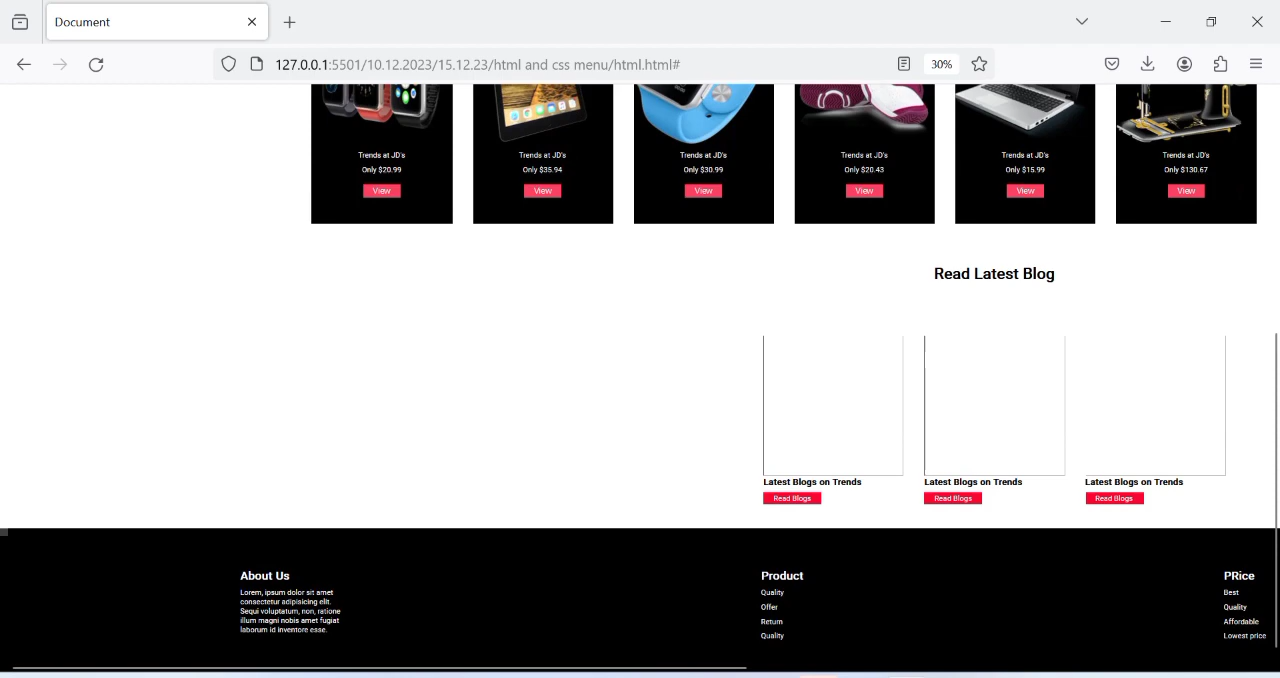 Document
127.0.0.1:5501/10.12.2023/15.12.23/html and css menu/html.html#
30%
Trends at JD's Trends at JD's Trends at JD's Trends at JD's Trends at JD's Trends at JD's
Only $20.99 Only $35.94 Only $30.99 Only $20.43 Only $15.99 Only $130.67
View View View View View View
Read Latest Blog
Latest Blogs on Trends Latest Blogs on Trends Latest Blogs on Trends
Read Blogs Read Blogs Read Blogs
About Us
Lorem, ipsum dolor sit amet
consectetur adipisicing elit.
Sequi voluptatum, non, ratione
illum magni nobis amet fugiat
laborum id inventore esse.
Product
Quality
Offer
Return
Quality
PRice
Best
Quality
Affordable
Lowest price